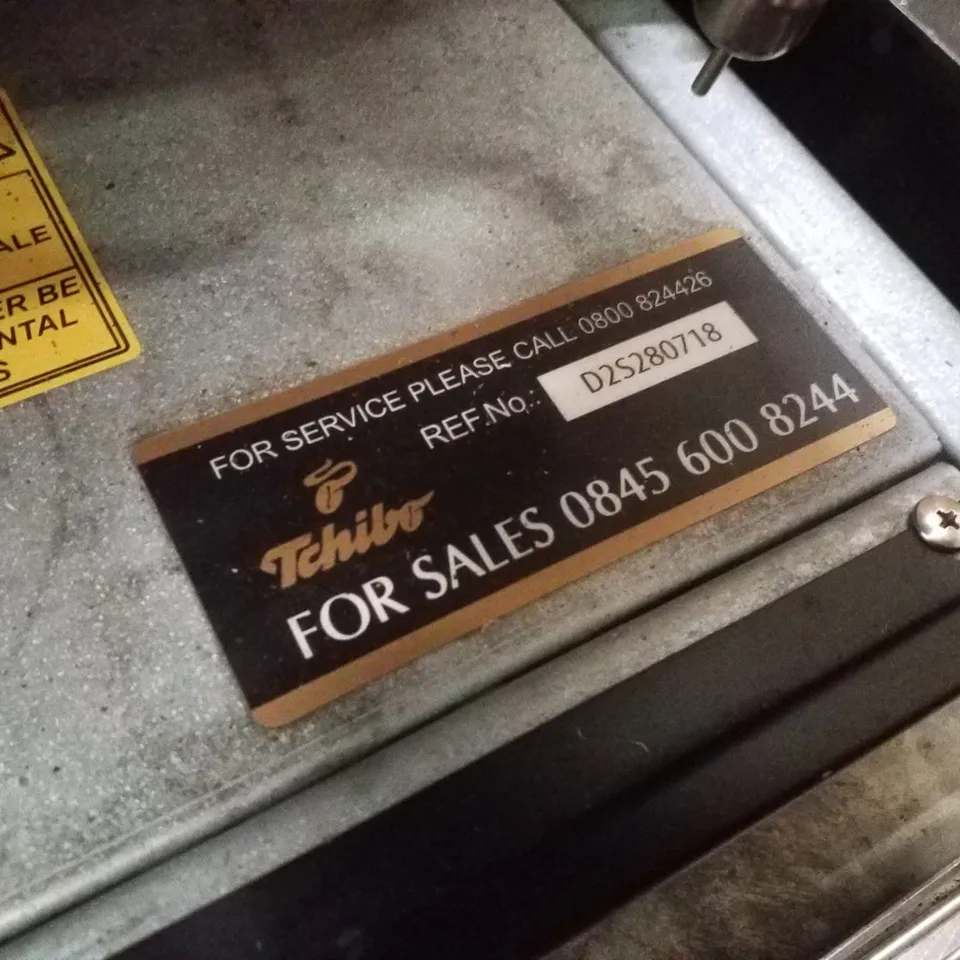 ALE
ER BE
NTAL
S
FOR SERVICE PLEASE CALL 0800 824426
REF.No.:
D2S280718
Tchibo
FOR SALES 0845 600 8244